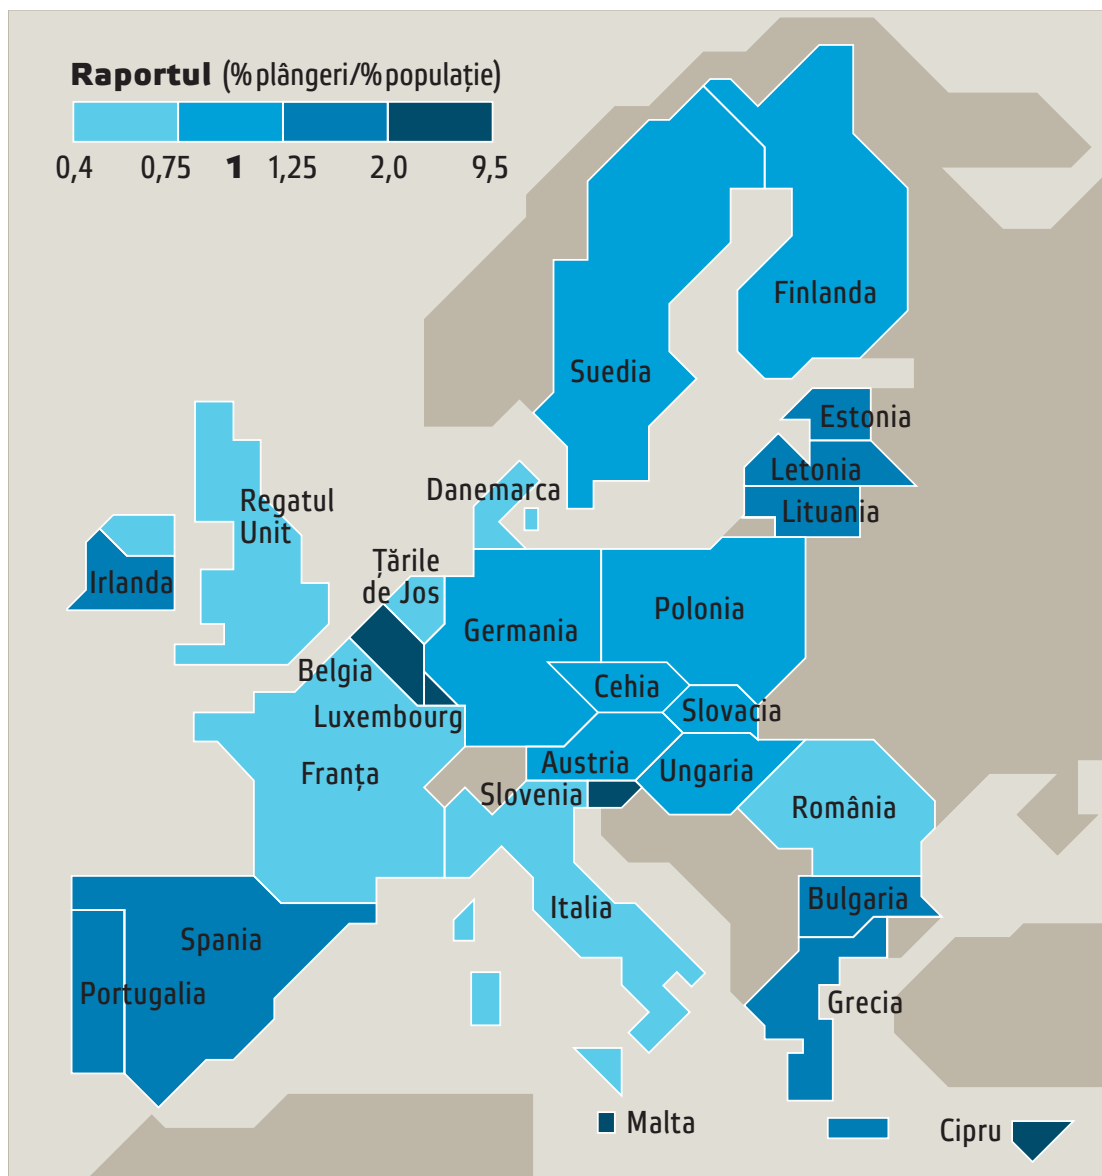 Raportul (% plângeri/% populație)
0,4 0,75 1 1,25 2,0 9,5
Finlanda
Suedia
Estonia
Letonia
Lituania
Danemarca
Regatul
Unit
Irlanda
Țările
de Jos
Germania
Polonia
Belgia
Luxembourg
Cehia
Slovacia
Franța
Austria
Ungaria
Slovenia
România
Italia
Bulgaria
Spania
Portugalia
Grecia
Malta
Cipru